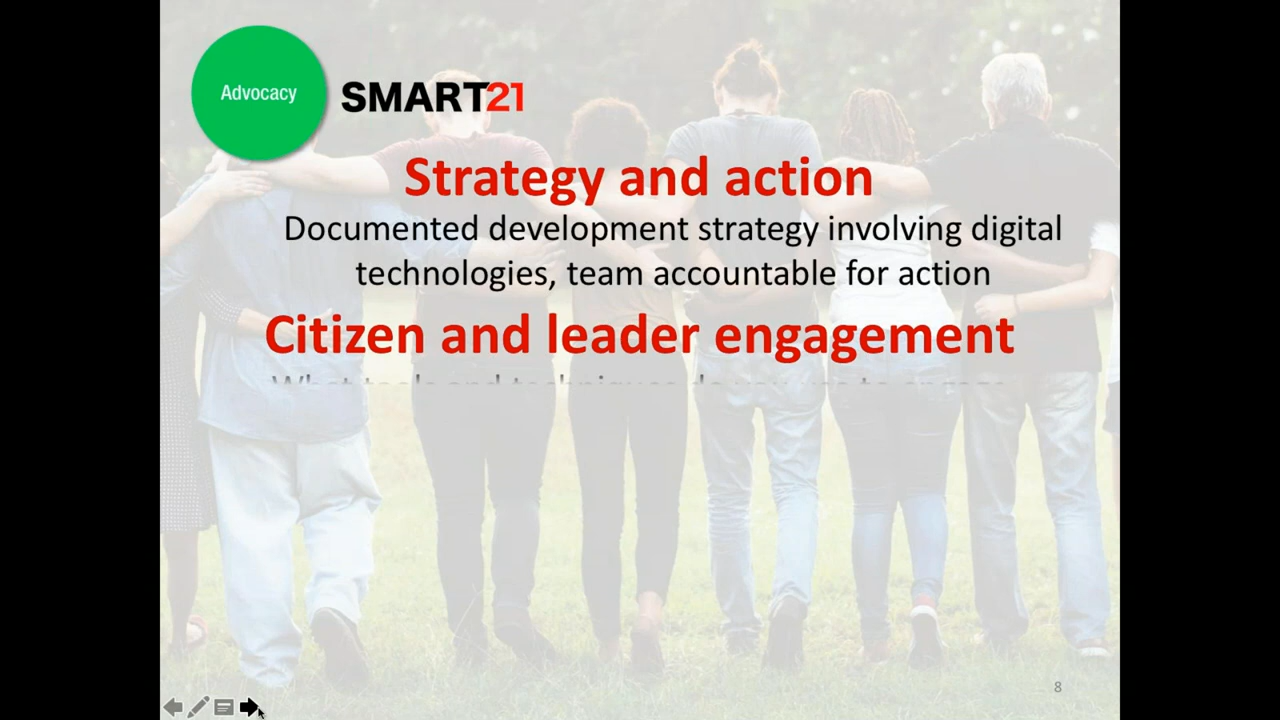 Advocacy
SMART21
Strategy and action
Documented development strategy involving digital
technologies, team accountable for action
Citizen and leader engagement
8